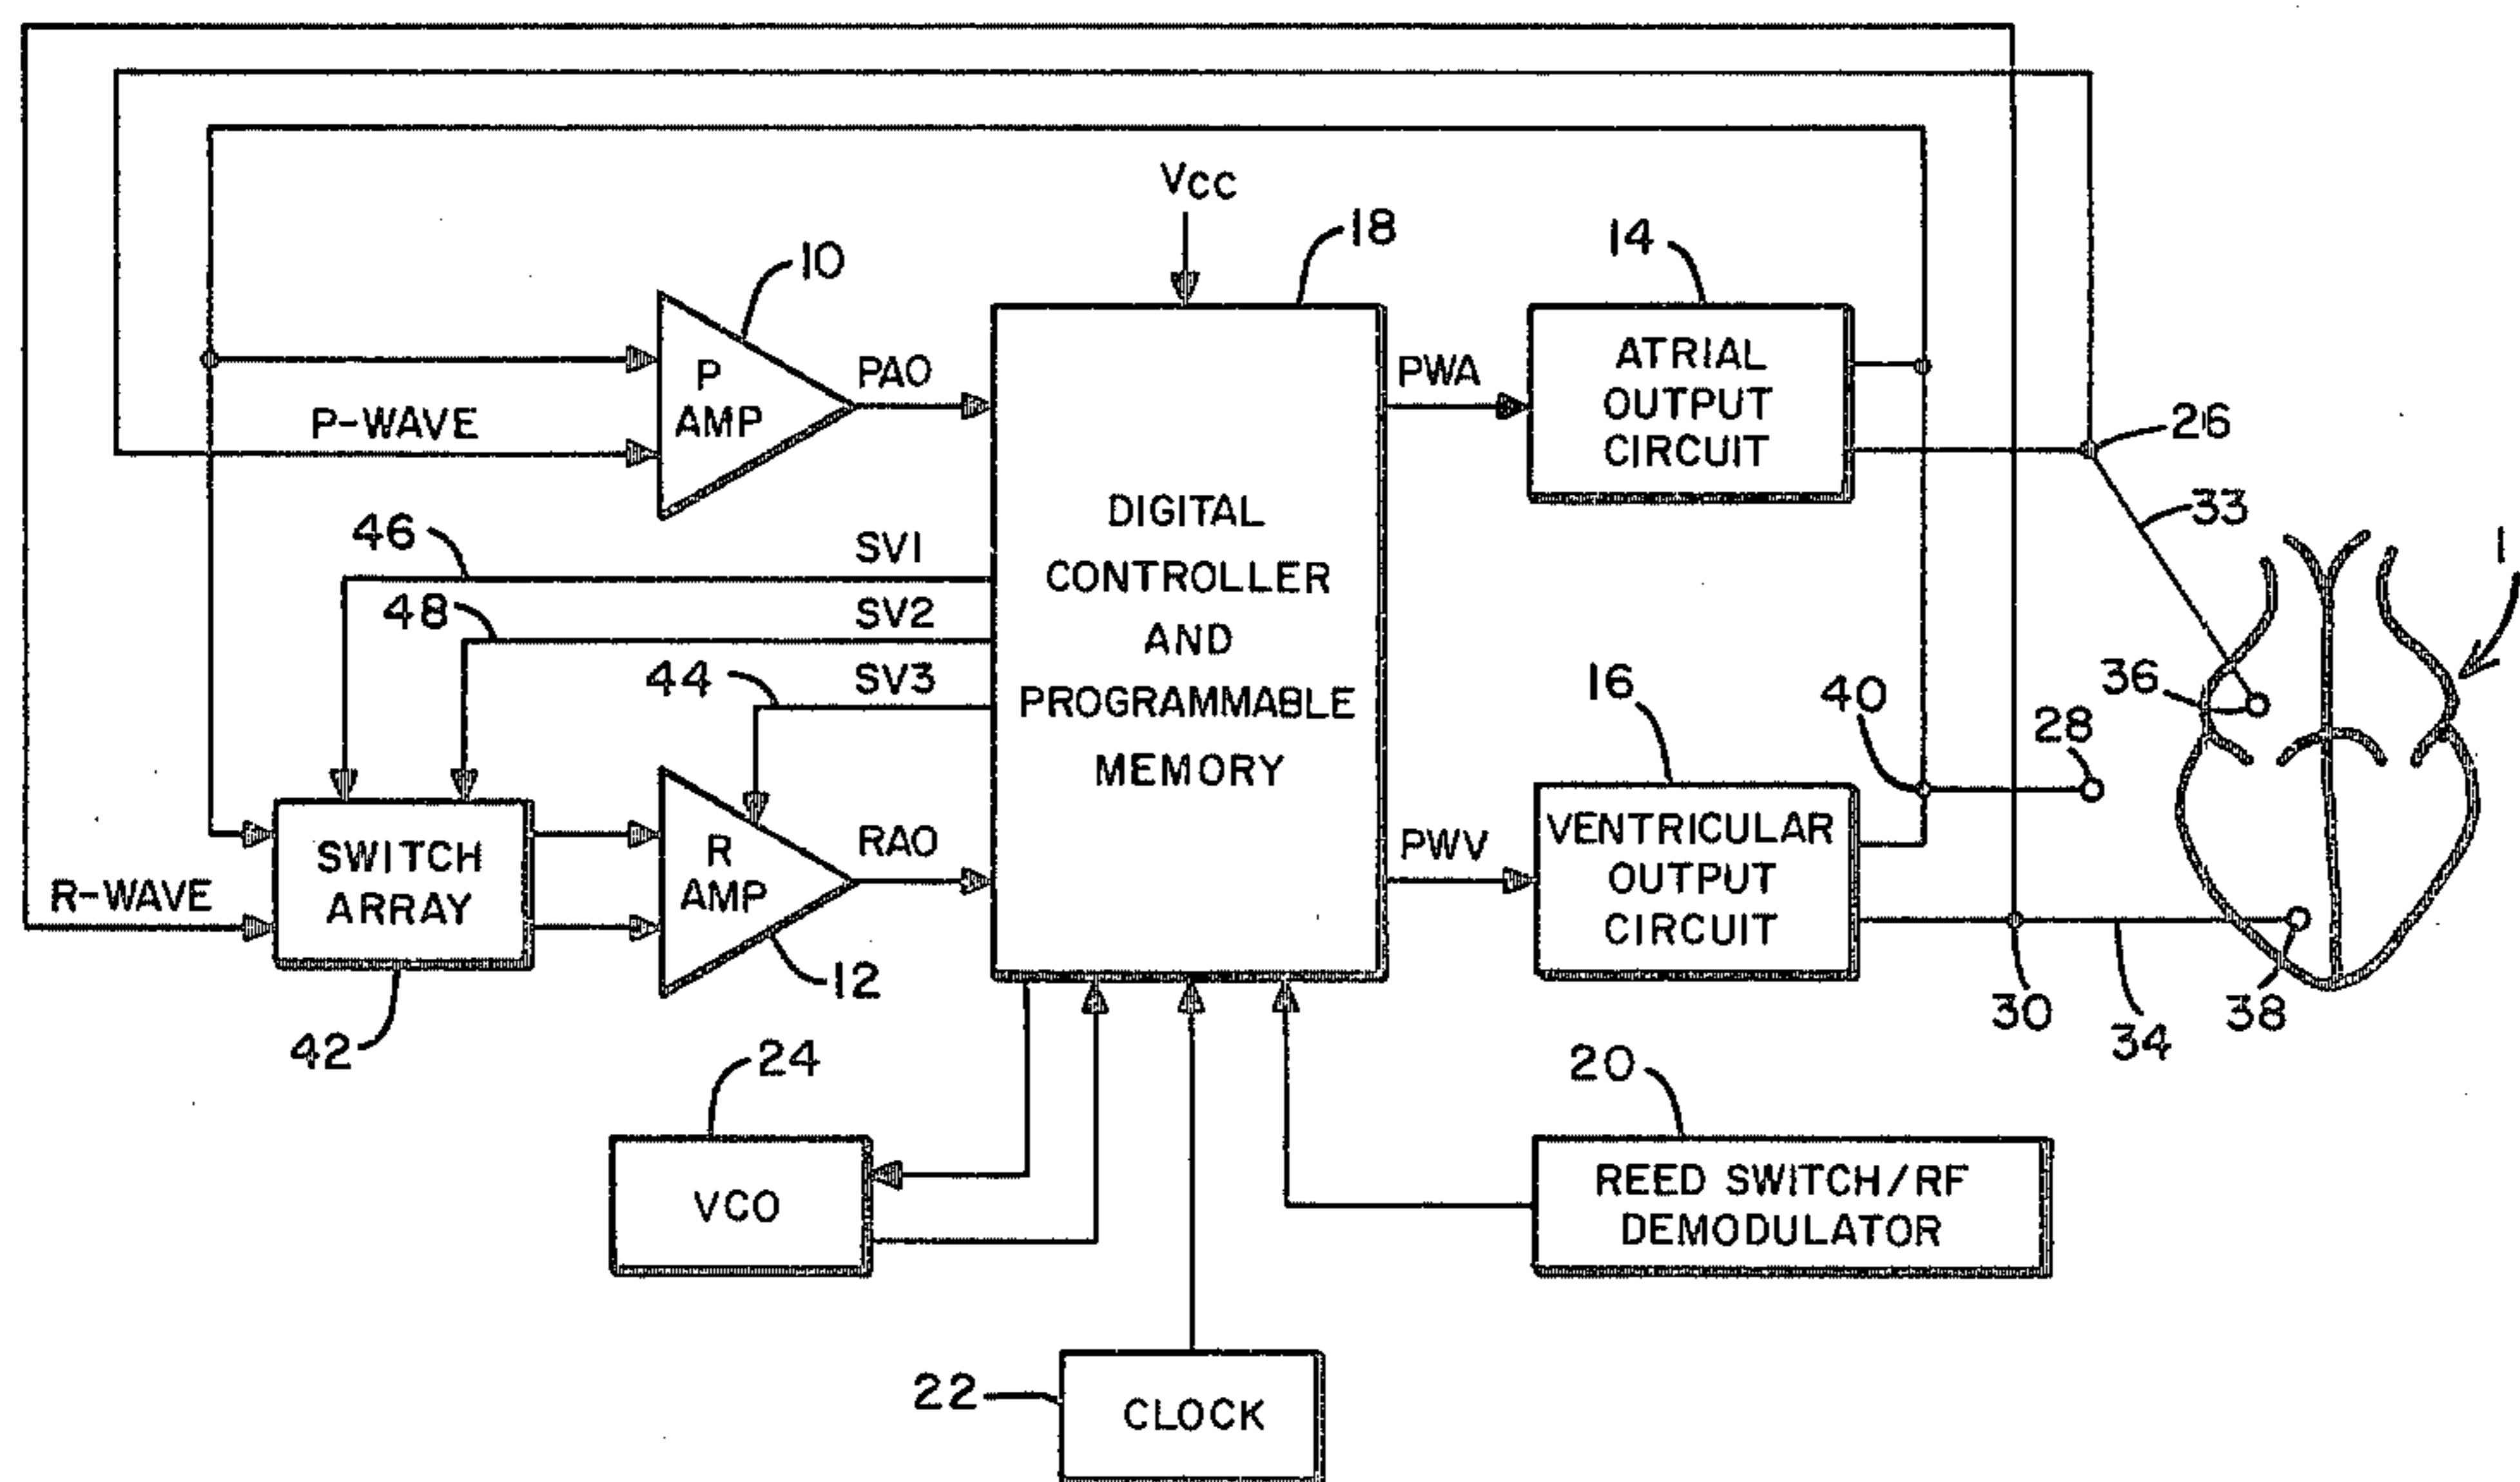 VCC
18
14
10
P
AMP
PAO
PWA
ATRIAL
OUTPUT
CIRCUIT
26
P-WAVE
33
1
46
SV1
DIGITAL
CONTROLLER
AND
PROGRAMMABLE
MEMORY
48
SV2
44
SV3
16
40
36
28
SWITCH
ARRAY
R
AMP
RAO
PWV
VENTRICULAR
OUTPUT
CIRCUIT
R-WAVE
12
42
30
34
38
24
20
VCO
REED SWITCH/RF
DEMODULATOR
22
CLOCK